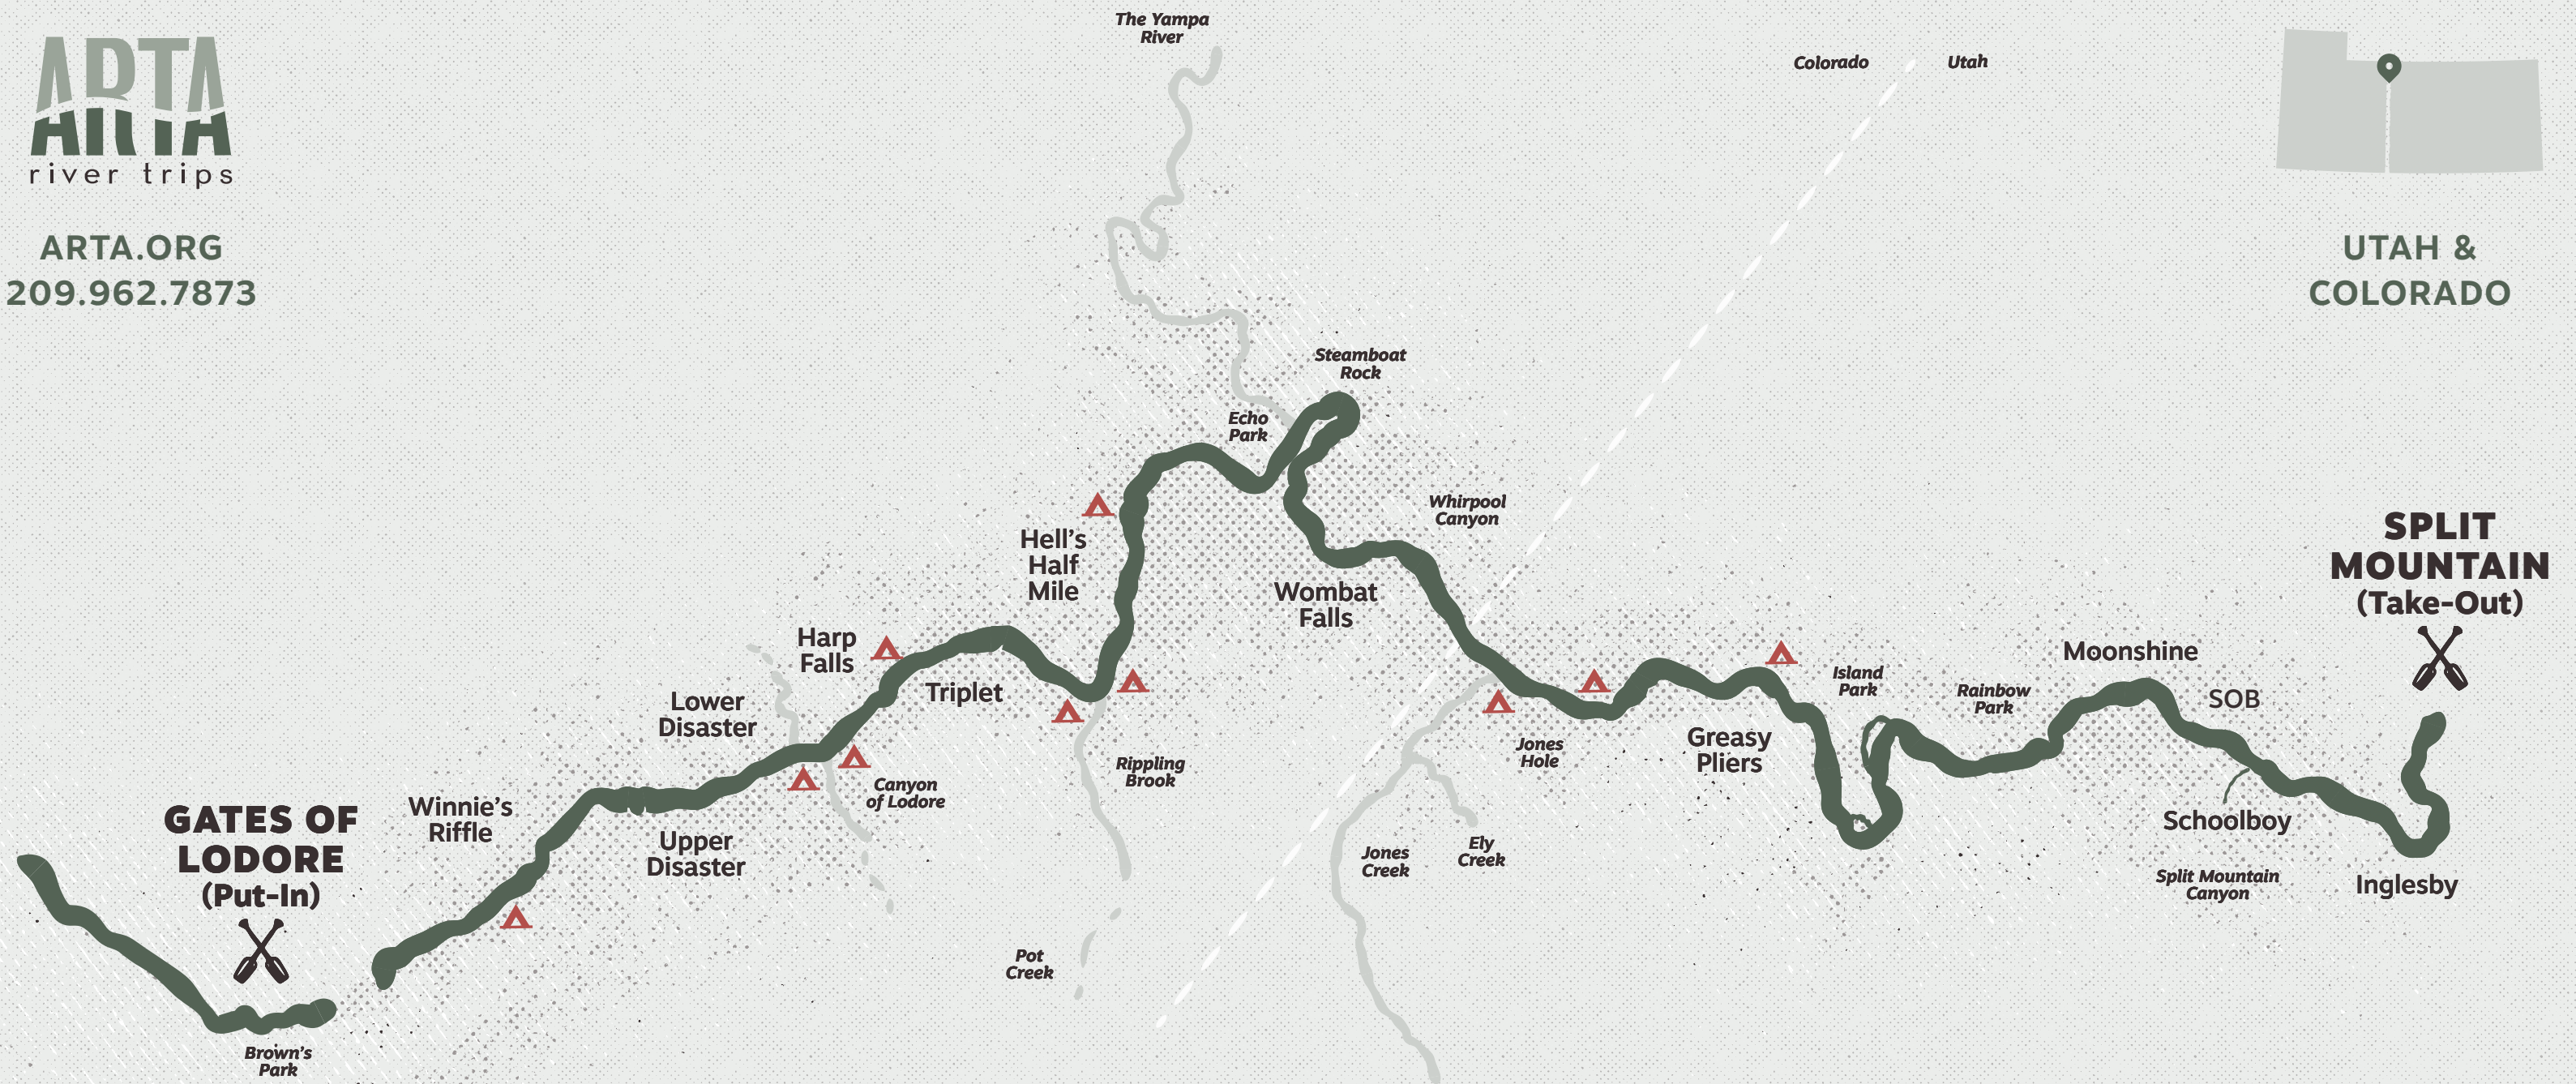 ARTA
river trips
ARTA.ORG
209.962.7873
The Yampa
River
Colorado
Utah
UTAH &
COLORADO
Steamboat
Rock
Echo
Park
Whirpool
Canyon
Hell's
Half
Mile
Wombat
Falls
SPLIT
MOUNTAIN
(Take-Out)
Harp
Falls
Triplet
Lower
Disaster
Moonshine
Island
Park
Rainbow
Park
SOB
Greasy
Pliers
Jones
Hole
Rippling
Brook
Canyon
of Lodore
GATES OF
LODORE
(Put-In)
Winnie's
Riffle
Upper
Disaster
Schoolboy
Jones
Creek
Ely
Creek
Split Mountain
Canyon
Inglesby
Pot
Creek
Brown's
Park